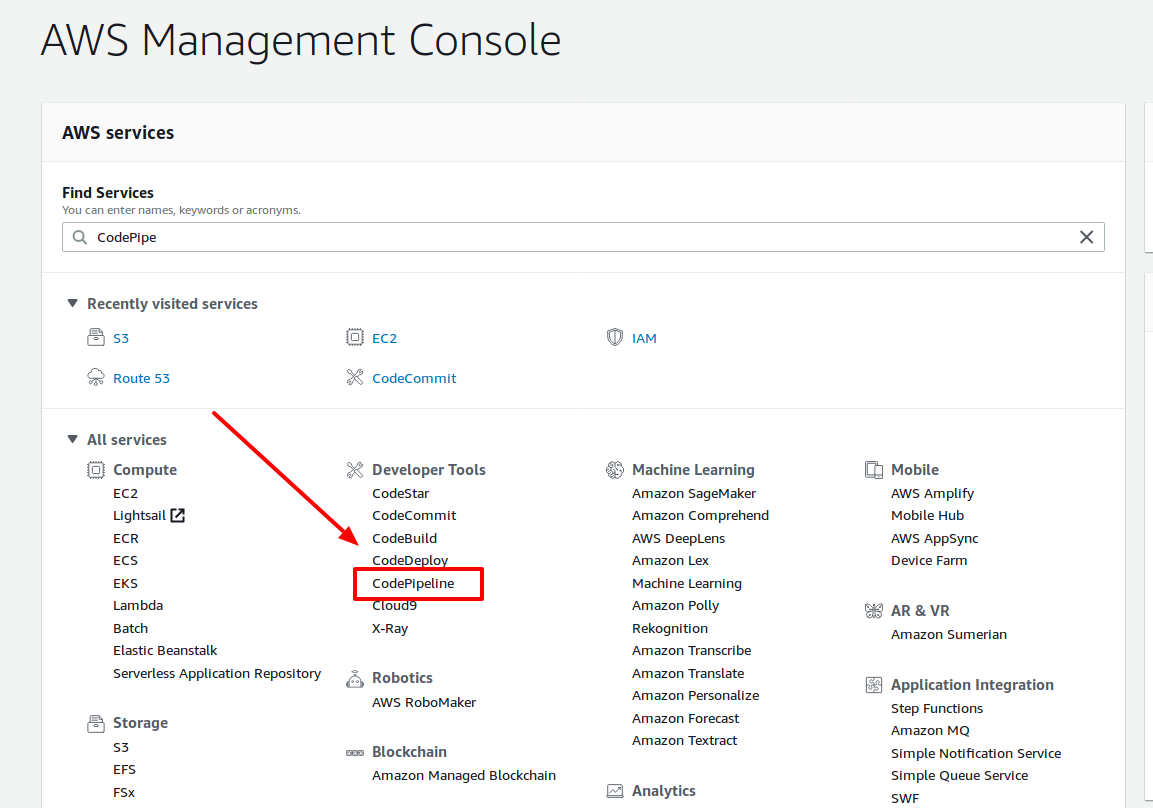 AWS Management Console
AWS services
Find Services
You can enter names, keywords or acronyms.
CodePipe
Recently visited services
S3
EC2
IAM
Route 53
CodeCommit
All services
Compute
EC2
Lightsail
ECR
ECS
EKS
Lambda
Batch
Elastic Beanstalk
Serverless Application Repository
Storage
S3
EFS
FSx
Developer Tools
CodeStar
CodeCommit
CodeBuild
CodeDeploy
CodePipeline
Cloud9
X-Ray
Robotics
AWS RoboMaker
Blockchain
Amazon Managed Blockchain
Machine Learning
Amazon SageMaker
Amazon Comprehend
AWS DeepLens
Amazon Lex
Machine Learning
Amazon Polly
Rekognition
Amazon Transcribe
Amazon Translate
Amazon Personalize
Amazon Forecast
Amazon Textract
Analytics
Mobile
AWS Amplify
Mobile Hub
AWS AppSync
Device Farm
AR & VR
Amazon Sumerian
Application Integration
Step Functions
Amazon MQ
Simple Notification Service
Simple Queue Service
SWF